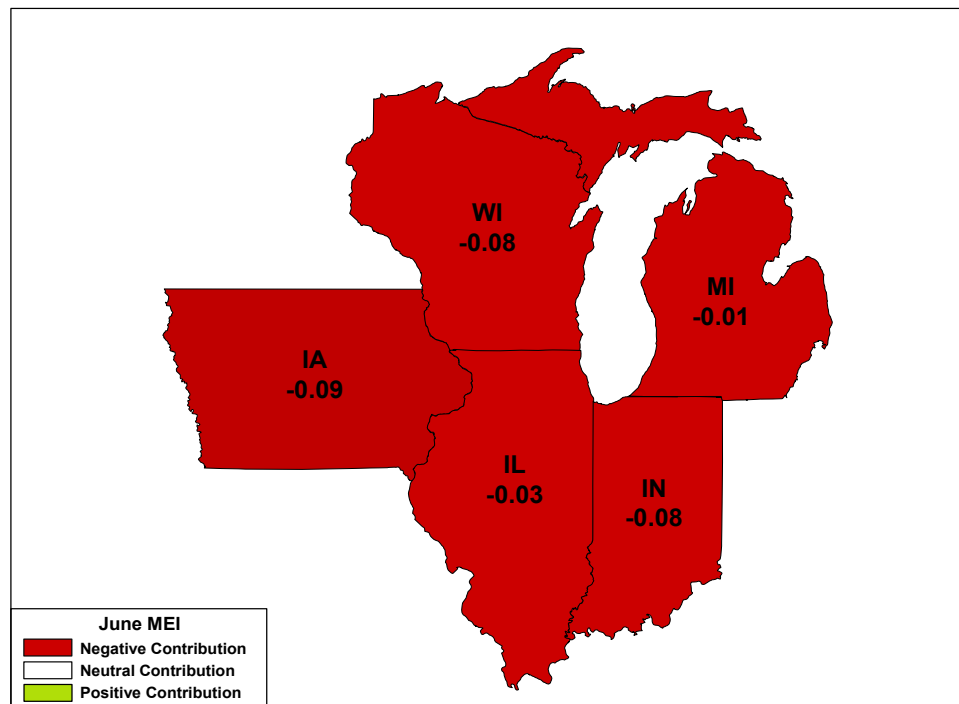 WI
-0.08
MI
-0.01
IA
-0.09
IL
-0.03
IN
-0.08
June MEI
Negative Contribution
Neutral Contribution
Positive Contribution